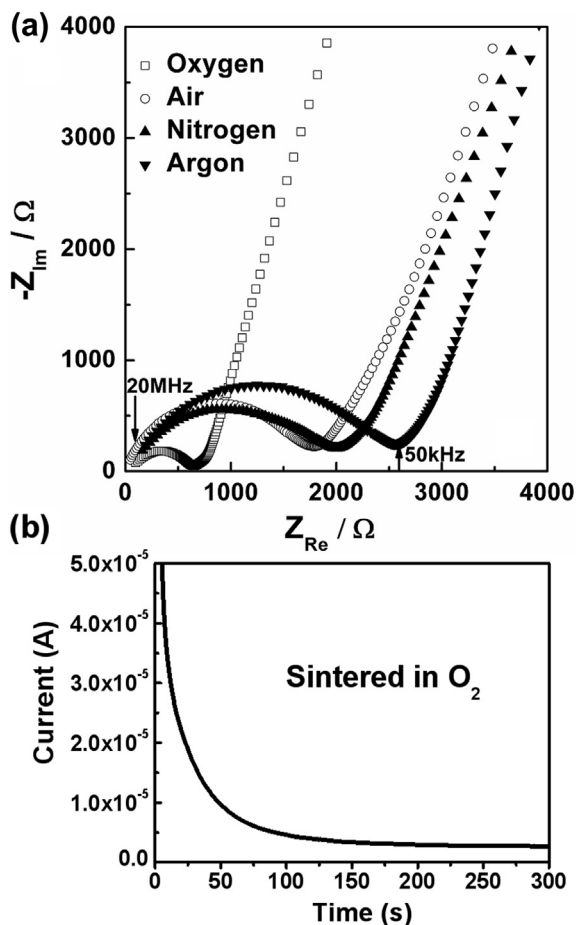 (a)
4000
3000
2000
1000
500
0
-Z_Im / Ω
Oxygen
Air
Nitrogen
Argon
20MHz
50kHz
0 1000 2000 3000 4000
Z_Re / Ω
(b)
5.0x10^-5
4.0x10^-5
3.0x10^-5
2.0x10^-5
1.0x10^-5
0.0
Current (A)
Sintered in O₂
0 50 100 150 200 250 300
Time (s)